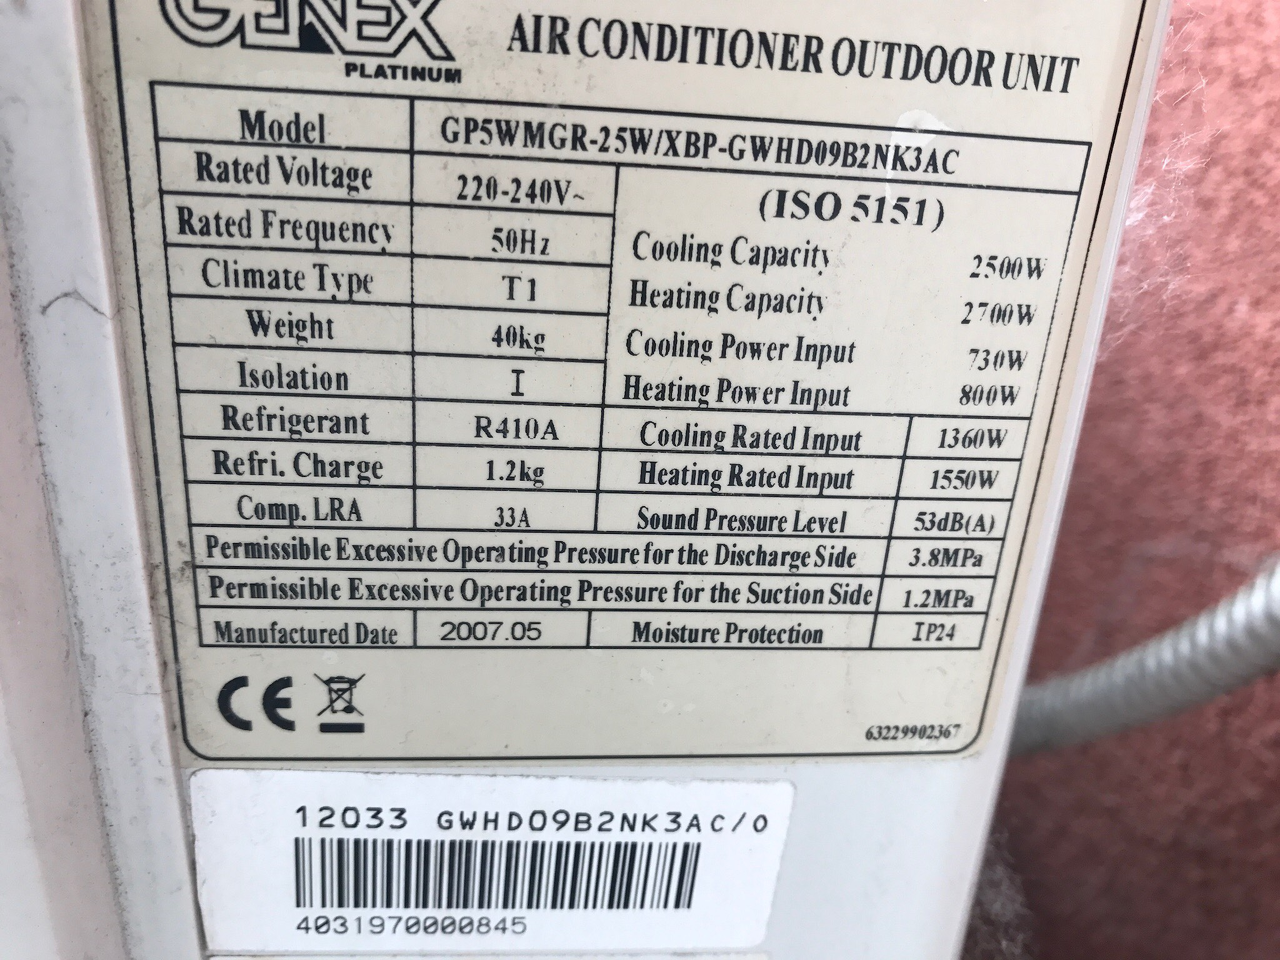 GENEX
PLATINUM
AIR CONDITIONER OUTDOOR UNIT
Model GP5WMGR-25W/XBP-GWHD09B2NK3AC
Rated Voltage 220-240V~
(ISO 5151)
Rated Frequency 50Hz
Cooling Capacity 2500W
Climate Type T1
Heating Capacity 2700W
Weight 40kg
Cooling Power Input 730W
Isolation I
Heating Power Input 800W
Refrigerant R410A Cooling Rated Input 1360W
Refri. Charge 1.2kg Heating Rated Input 1550W
Comp. LRA 33A Sound Pressure Level 53dB(A)
Permissible Excessive Operating Pressure for the Discharge Side 3.8MPa
Permissible Excessive Operating Pressure for the Suction Side 1.2MPa
Manufactured Date 2007.05 Moisture Protection IP24
CE
63229902367
12033 GWHD09B2NK3AC/0
4031970000845